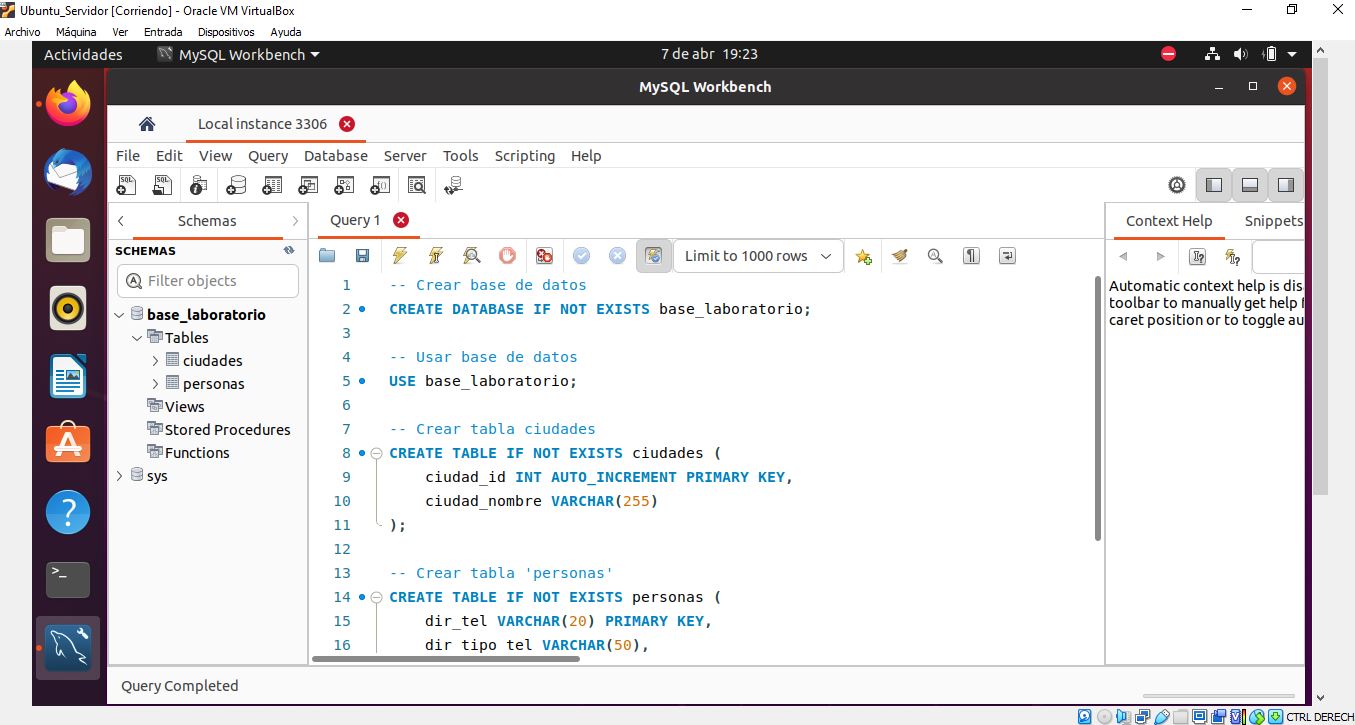 Ubuntu_Servidor [Corriendo] - Oracle VM VirtualBox
Archivo Máquina Ver Entrada Dispositivos Ayuda
Actividades MySQL Workbench 7 de abr 19:23
MySQL Workbench
Local instance 3306
File Edit View Query Database Server Tools Scripting Help
Schemas
SCHEMAS
Filter objects
base_laboratorio
Tables
ciudades
personas
Views
Stored Procedures
Functions
sys
Query 1
Limit to 1000 rows
1 -- Crear base de datos
2 CREATE DATABASE IF NOT EXISTS base_laboratorio;
3
4 -- Usar base de datos
5 USE base_laboratorio;
6
7 -- Crear tabla ciudades
8 CREATE TABLE IF NOT EXISTS ciudades (
9 ciudad_id INT AUTO_INCREMENT PRIMARY KEY,
10 ciudad_nombre VARCHAR(255)
11 );
12
13 -- Crear tabla 'personas'
14 CREATE TABLE IF NOT EXISTS personas (
15 dir_tel VARCHAR(20) PRIMARY KEY,
16 dir_tipo_tel VARCHAR(50),
Context Help Snippets
Automatic context help is dis
toolbar to manually get help f
caret position or to toggle au
Query Completed
CTRL DERECH